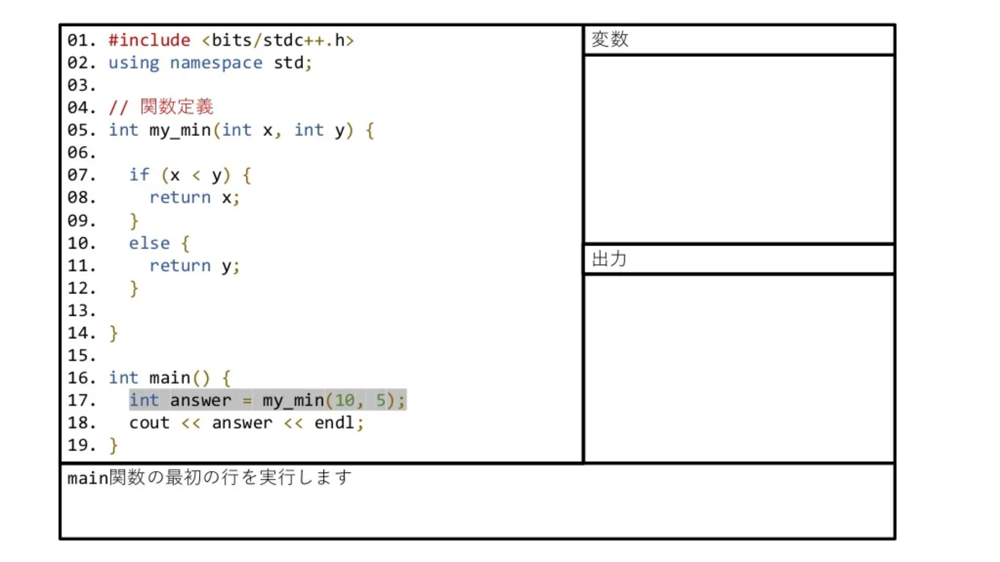 01. #include <bits/stdc++.h>
02. using namespace std;
03.
04. // 関数定義
05. int my_min(int x, int y) {
06.
07.   if (x < y) {
08.     return x;
09.   }
10.   else {
11.     return y;
12.   }
13.
14. }
15.
16. int main() {
17.   int answer = my_min(10, 5);
18.   cout << answer << endl;
19. }
変数
出力
main関数の最初の行を実行します